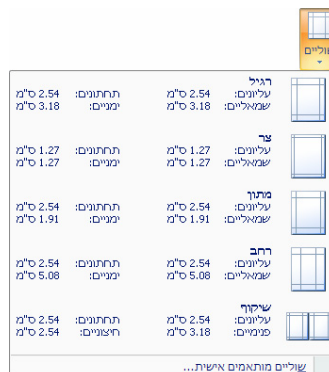 שוליים
רגיל
עליונים: 2.54 ס"מ תחתונים: 2.54 ס"מ
שמאליים: 3.18 ס"מ ימניים: 3.18 ס"מ
צר
עליונים: 1.27 ס"מ תחתונים: 1.27 ס"מ
שמאליים: 1.27 ס"מ ימניים: 1.27 ס"מ
מתון
עליונים: 2.54 ס"מ תחתונים: 2.54 ס"מ
שמאליים: 1.91 ס"מ ימניים: 1.91 ס"מ
רחב
עליונים: 2.54 ס"מ תחתונים: 2.54 ס"מ
שמאליים: 5.08 ס"מ ימניים: 5.08 ס"מ
שיקוף
עליונים: 2.54 ס"מ תחתונים: 2.54 ס"מ
פנימיים: 3.18 ס"מ חיצוניים: 2.54 ס"מ
שוליים מותאמים אישית...